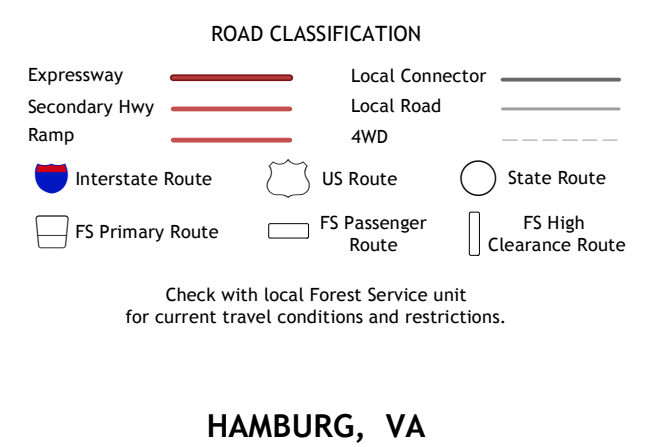 ROAD CLASSIFICATION
Expressway
Local Connector
Secondary Hwy
Local Road
Ramp
4WD
Interstate Route
US Route
State Route
FS Primary Route
FS Passenger
Route
FS High
Clearance Route
Check with local Forest Service unit
for current travel conditions and restrictions.
HAMBURG, VA